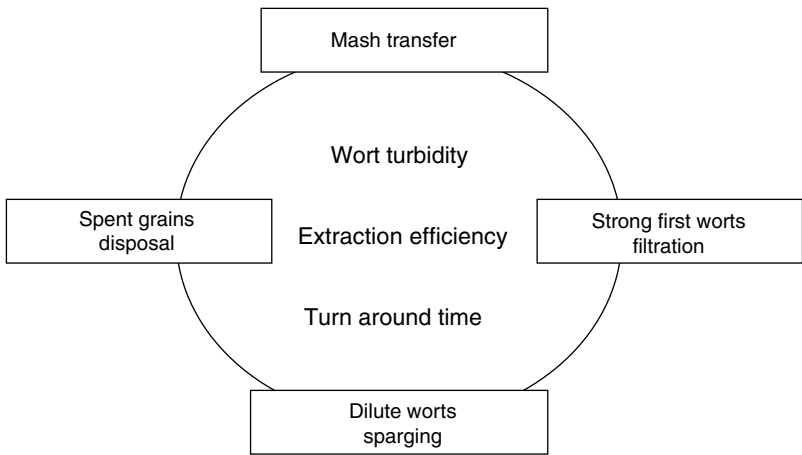 Mash transfer
Wort turbidity
Spent grains
disposal
Extraction efficiency
Strong first worts
filtration
Turn around time
Dilute worts
sparging